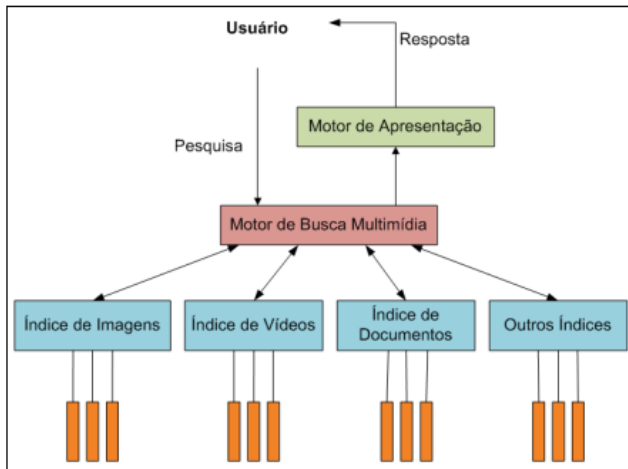 Usuário
Resposta
Motor de Apresentação
Pesquisa
Motor de Busca Multimídia
Índice de Imagens
Índice de Vídeos
Índice de
Documentos
Outros Índices